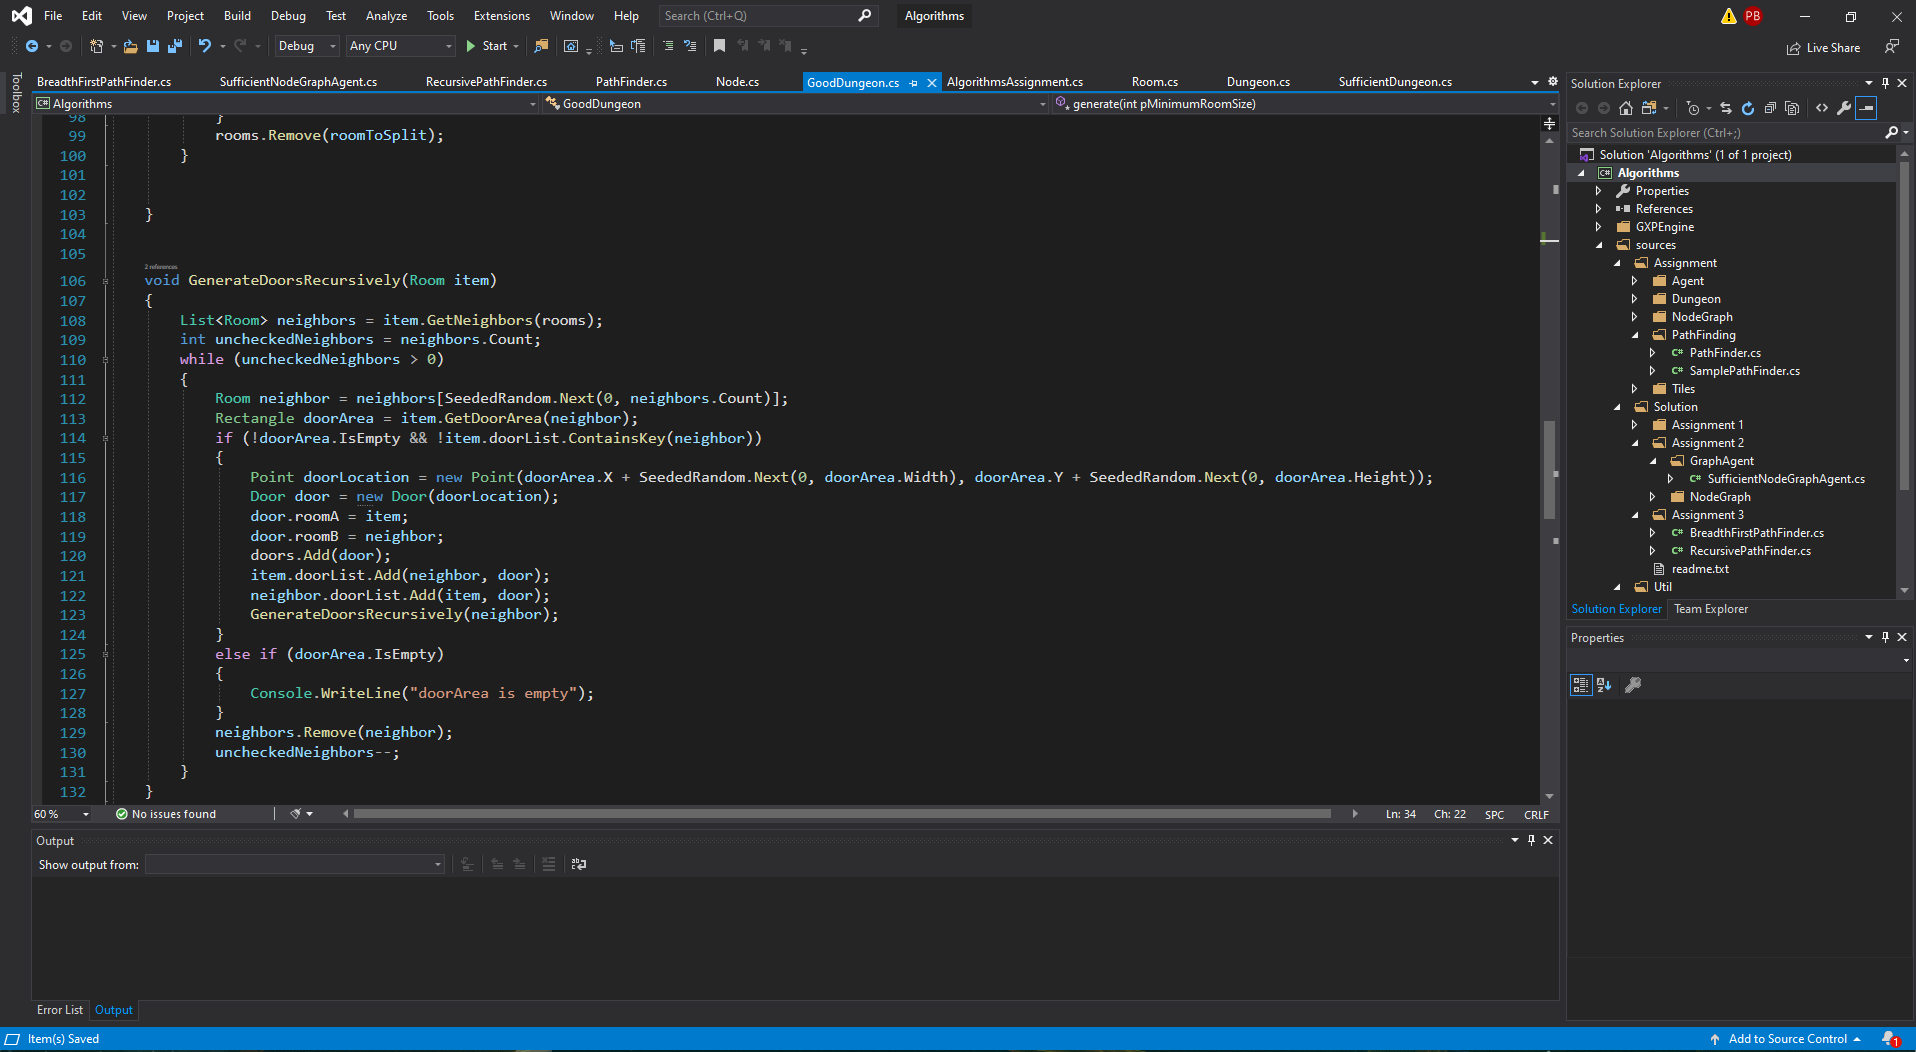 File Edit View Project Build Debug Test Analyze Tools Extensions Window Help Search (Ctrl+Q) Algorithms PB
Debug Any CPU Start Live Share
Toolbox
BreadthFirstPathFinder.cs SufficientNodeGraphAgent.cs RecursivePathFinder.cs PathFinder.cs Node.cs GoodDungeon.cs AlgorithmsAssignment.cs Room.cs Dungeon.cs SufficientDungeon.cs
C# Algorithms GoodDungeon generate(int pMinimumRoomSize)
98 }
99 rooms.Remove(roomToSplit);
100 }
101
102
103 }
104
105
2 references
106 void GenerateDoorsRecursively(Room item)
107 {
108 List<Room> neighbors = item.GetNeighbors(rooms);
109 int uncheckedNeighbors = neighbors.Count;
110 while (uncheckedNeighbors > 0)
111 {
112 Room neighbor = neighbors[SeededRandom.Next(0, neighbors.Count)];
113 Rectangle doorArea = item.GetDoorArea(neighbor);
114 if (!doorArea.IsEmpty && !item.doorList.ContainsKey(neighbor))
115 {
116 Point doorLocation = new Point(doorArea.X + SeededRandom.Next(0, doorArea.Width), doorArea.Y + SeededRandom.Next(0, doorArea.Height));
117 Door door = new Door(doorLocation);
118 door.roomA = item;
119 door.roomB = neighbor;
120 doors.Add(door);
121 item.doorList.Add(neighbor, door);
122 neighbor.doorList.Add(item, door);
123 GenerateDoorsRecursively(neighbor);
124 }
125 else if (doorArea.IsEmpty)
126 {
127 Console.WriteLine("doorArea is empty");
128 }
129 neighbors.Remove(neighbor);
130 uncheckedNeighbors--;
131 }
132 }
60 % No issues found Ln: 34 Ch: 22 SPC CRLF
Output
Show output from:
Error List Output
Solution Explorer
Search Solution Explorer (Ctrl+;)
Solution 'Algorithms' (1 of 1 project)
C# Algorithms
Properties
References
GXPEngine
sources
Assignment
Agent
Dungeon
NodeGraph
PathFinding
C# PathFinder.cs
C# SamplePathFinder.cs
Tiles
Solution
Assignment 1
Assignment 2
GraphAgent
C# SufficientNodeGraphAgent.cs
NodeGraph
Assignment 3
C# BreadthFirstPathFinder.cs
C# RecursivePathFinder.cs
readme.txt
Util
Solution Explorer Team Explorer
Properties
Item(s) Saved Add to Source Control 1